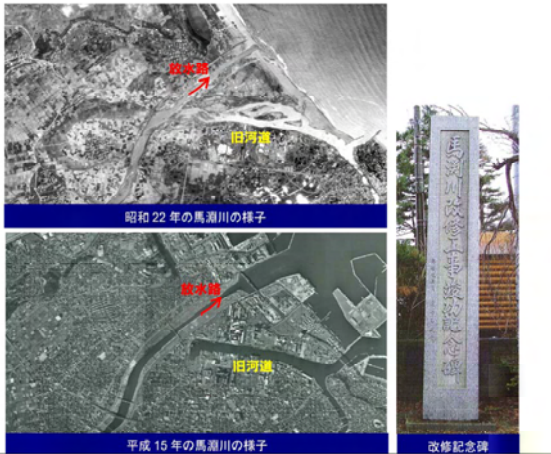 放水路
旧河道
昭和22年の馬淵川の様子
放水路
旧河道
平成15年の馬淵川の様子
馬淵川改修工事竣功記念碑
改修記念碑